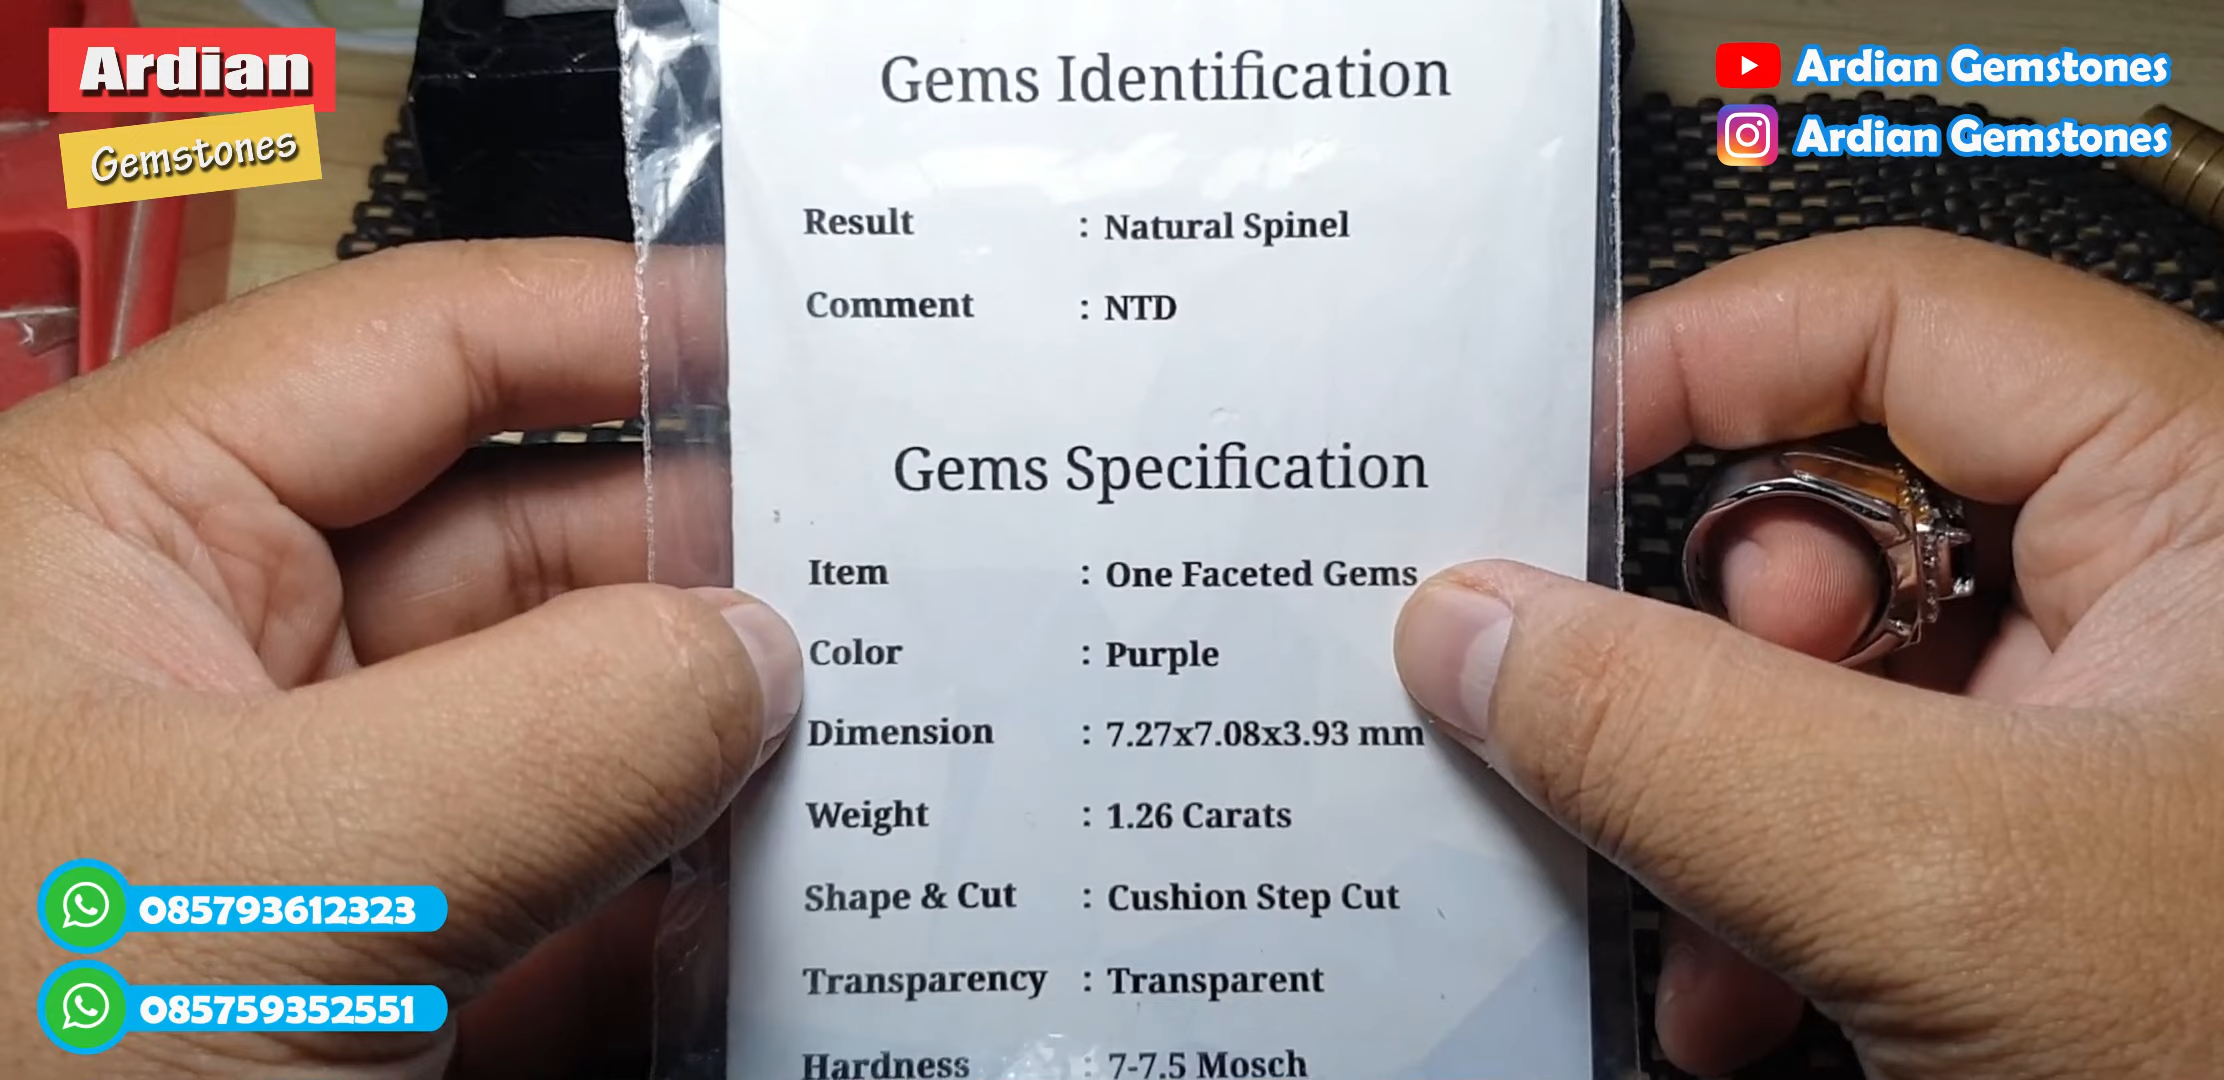 Ardian
Gemstones
Ardian Gemstones
Ardian Gemstones
Gems Identification
Result : Natural Spinel
Comment : NTD
Gems Specification
Item : One Faceted Gems
Color : Purple
Dimension : 7.27x7.08x3.93 mm
Weight : 1.26 Carats
Shape & Cut : Cushion Step Cut
Transparency : Transparent
Hardness : 7-7.5 Mosch
085793612323
085759352551